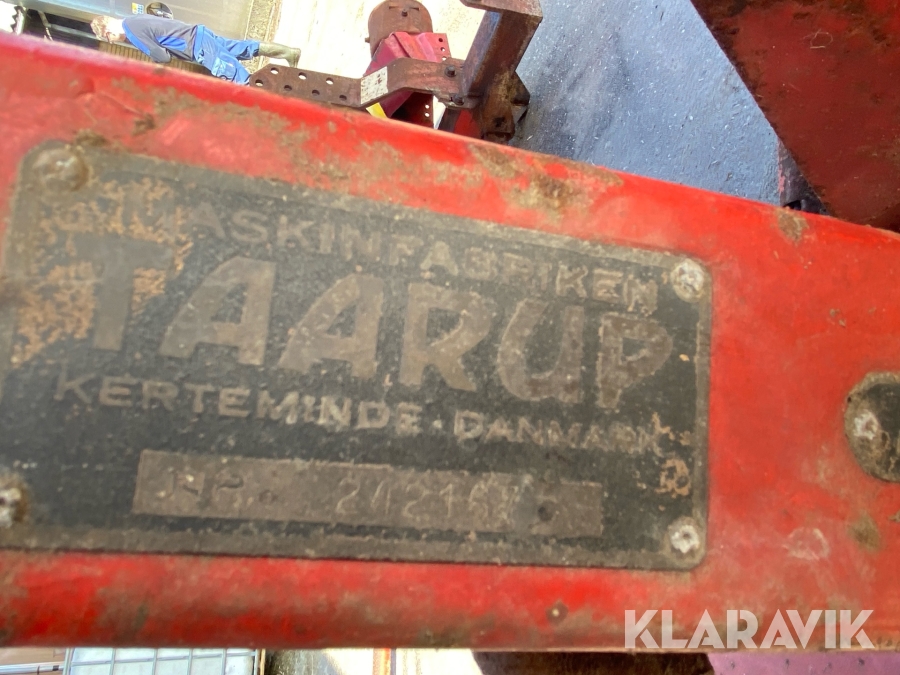 MASKINFABRIKEN
TAARUP
KERTEMINDE · DANMARK
NR.
KLARAVIK